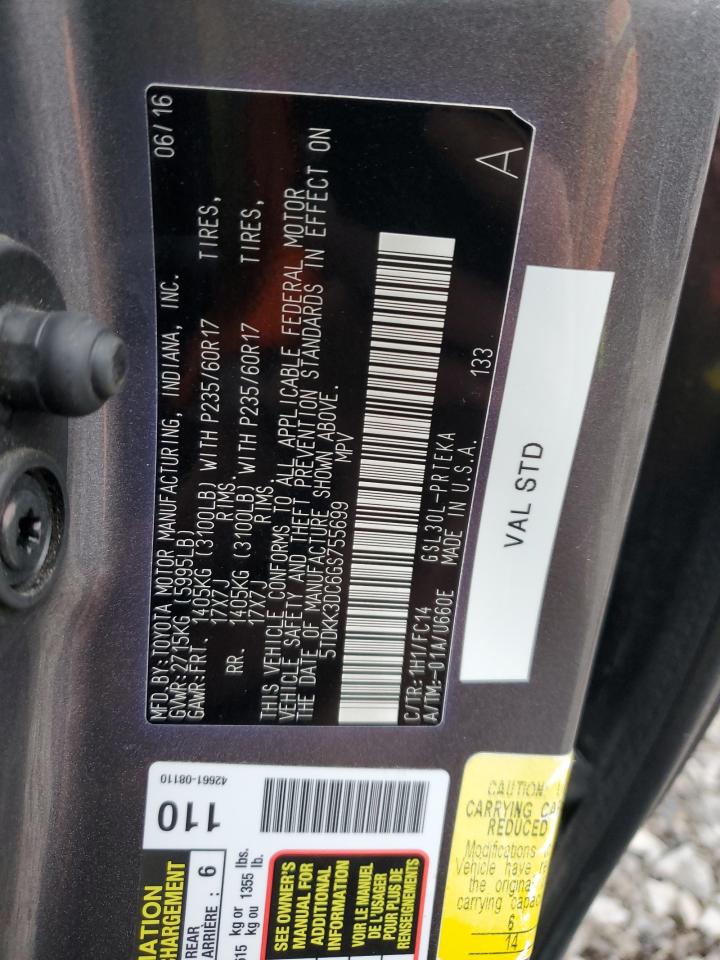 MFD.BY:TOYOTA MOTOR MANUFACTURING, INDIANA, INC. 06/16
GVWR: 2715KG (5995LB)
GAWR:FRT. 1405KG (3100LB) WITH P235/60R17 TIRES,
17X7J RIMS,
RR. 1405KG (3100LB) WITH P235/60R17 TIRES,
17X7J RIMS,
THIS VEHICLE CONFORMS TO ALL APPLICABLE FEDERAL MOTOR
VEHICLE SAFETY AND THEFT PREVENTION STANDARDS IN EFFECT ON
THE DATE OF MANUFACTURE SHOWN ABOVE.
5TDKK3DC6GS755699 MPV
C/TR:1H1/FC14 GSL30L-PRTEKA 133
A/TM:-01A/U660E MADE IN U.S.A.
A
VAL STD
110
42661-08110
REAR
ARRIÈRE : 6
kg or
kg ou
1355 lbs.
lb.
SEE OWNER'S
MANUAL FOR
ADDITIONAL
INFORMATION
VOIR LE MANUEL
DE L'USAGER
POUR PLUS DE
RENSEIGNEMENTS
CAUTION:
CARRYING
REDUCED
Modifications
Vehicle have
the original
carrying
6
14